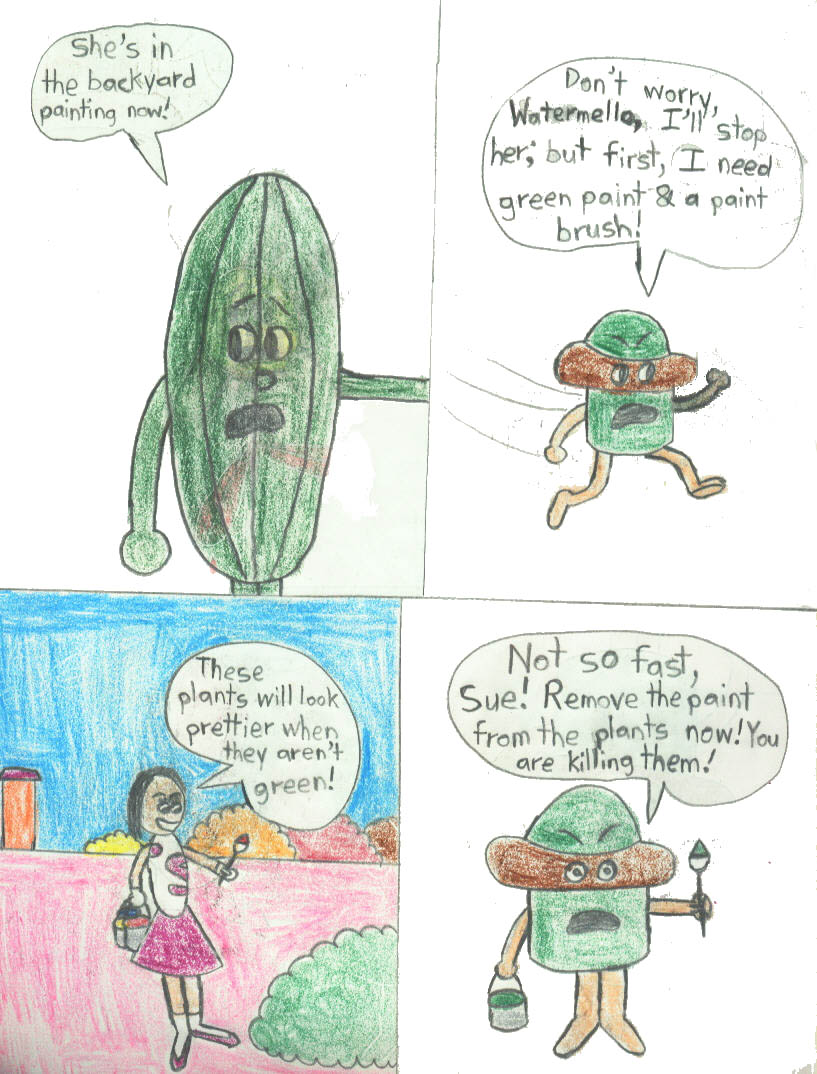 She's in
the backyard
painting now!
Don't worry,
Watermello, I'll stop
her; but first, I need
green paint & a paint
brush!
These
plants will look
prettier when
they aren't
green!
Not so fast,
Sue! Remove the paint
from the plants now! You
are killing them!